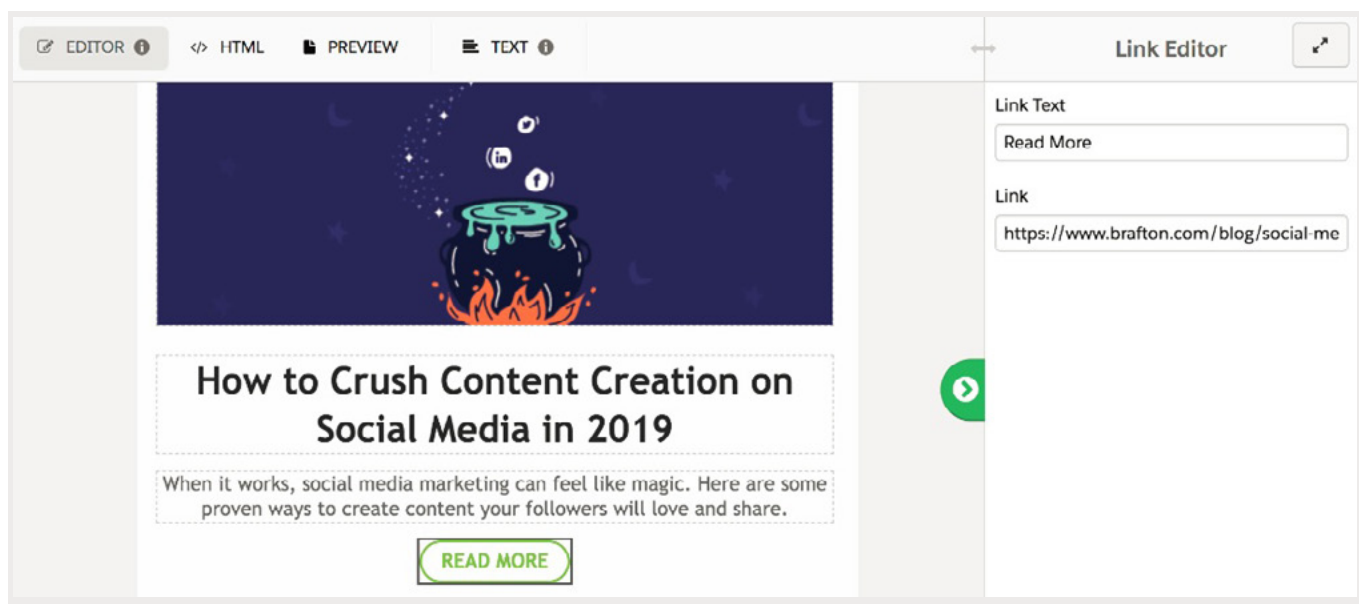 EDITOR
HTML
PREVIEW
TEXT
Link Editor
Link Text
Read More
Link
https://www.brafton.com/blog/social-me
in
f
How to Crush Content Creation on
Social Media in 2019
When it works, social media marketing can feel like magic. Here are some
proven ways to create content your followers will love and share.
READ MORE